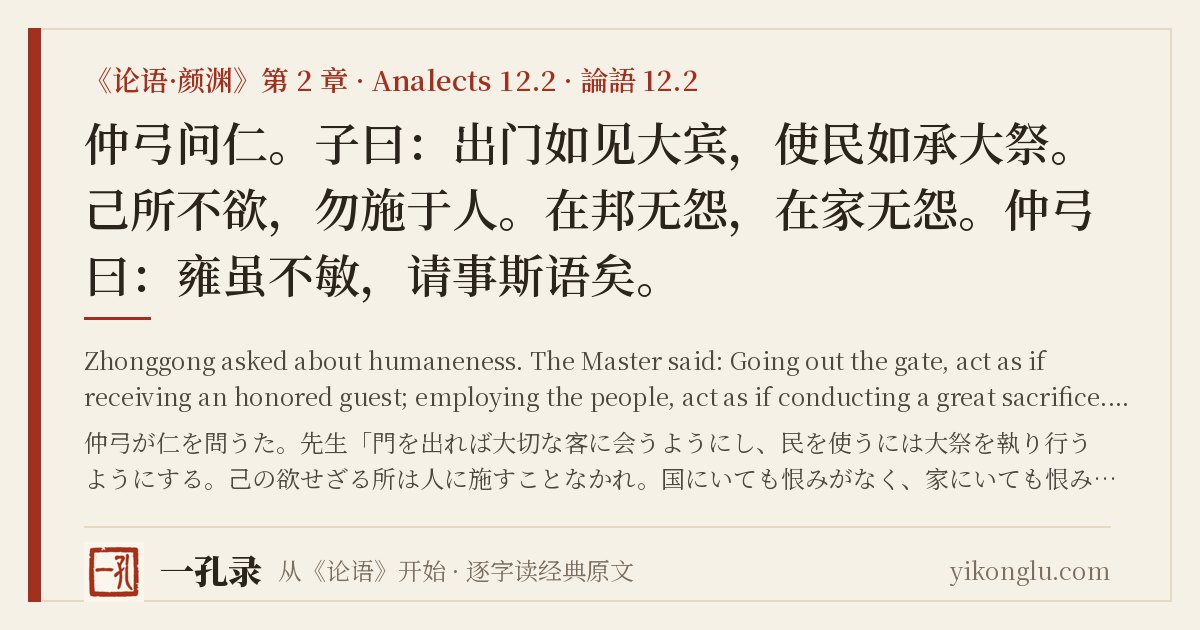 《论语·颜渊》第 2 章 · Analects 12.2 · 論語 12.2
仲弓问仁。子曰：出门如见大宾，使民如承大祭。
己所不欲，勿施于人。在邦无怨，在家无怨。仲弓
曰：雍虽不敏，请事斯语矣。
Zhonggong asked about humaneness. The Master said: Going out the gate, act as if
receiving an honored guest; employing the people, act as if conducting a great sacrifice....
仲弓が仁を問うた。先生「門を出れば大切な客に会うようにし、民を使うには大祭を執り行う
ようにする。己の欲せざる所は人に施すことなかれ。国にいても恨みがなく、家にいても恨み…
一孔
一孔录 从《论语》开始 · 逐字读经典原文 yikonglu.com